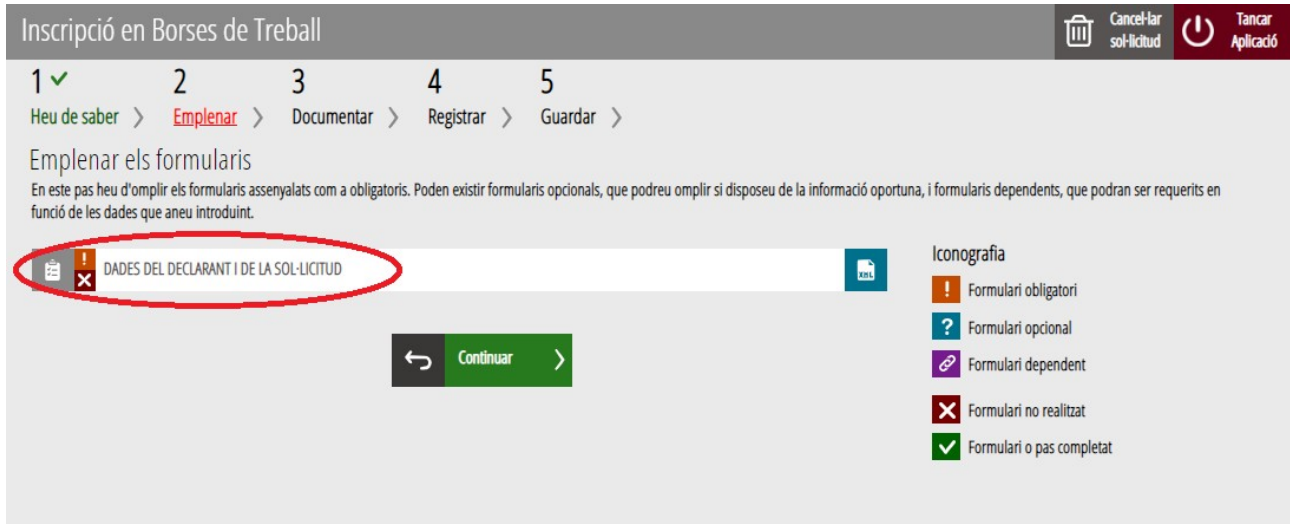 Inscripció en Borses de Treball
Cancel·lar
sol·licitud
Tancar
Aplicació
1
2
3
4
5
Heu de saber
Emplenar
Documentar
Registrar
Guardar
Emplenar els formularis
En este pas heu d'omplir els formularis assenyalats com a obligatoris. Poden existir formularis opcionals, que podreu omplir si disposeu de la informació oportuna, i formularis dependents, que podran ser requerits en
funció de les dades que aneu introduint.
! DADES DEL DECLARANT I DE LA SOL·LICITUD
XML
Continuar
Iconografia
! Formulari obligatori
? Formulari opcional
Formulari dependent
Formulari no realitzat
Formulari o pas completat